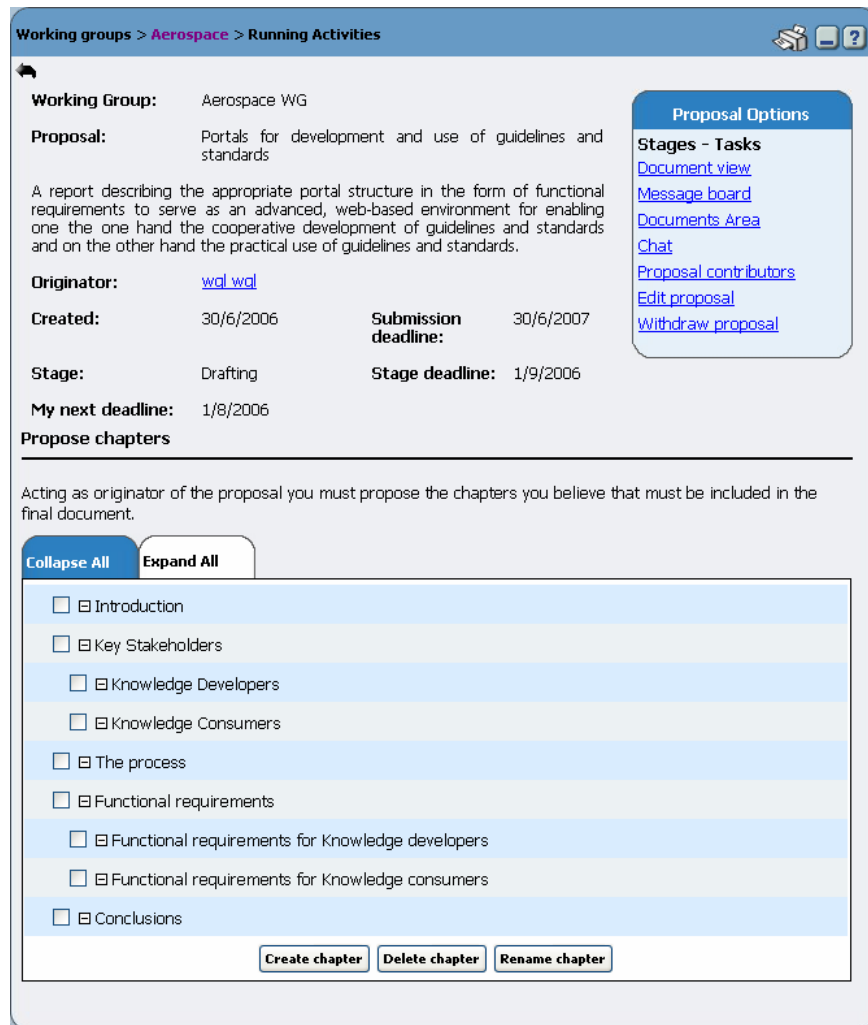 Working groups > Aerospace > Running Activities
?
Working Group: Aerospace WG
Proposal: Portals for development and use of guidelines and
standards
A report describing the appropriate portal structure in the form of functional
requirements to serve as an advanced, web-based environment for enabling
one the one hand the cooperative development of guidelines and standards
and on the other hand the practical use of guidelines and standards.
Originator: wgl wgl
Created: 30/6/2006 Submission deadline: 30/6/2007
Stage: Drafting Stage deadline: 1/9/2006
My next deadline: 1/8/2006
Proposal Options
Stages - Tasks
Document view
Message board
Documents Area
Chat
Proposal contributors
Edit proposal
Withdraw proposal
Propose chapters
Acting as originator of the proposal you must propose the chapters you believe that must be included in the
final document.
Collapse All Expand All
Introduction
Key Stakeholders
Knowledge Developers
Knowledge Consumers
The process
Functional requirements
Functional requirements for Knowledge developers
Functional requirements for Knowledge consumers
Conclusions
Create chapter Delete chapter Rename chapter